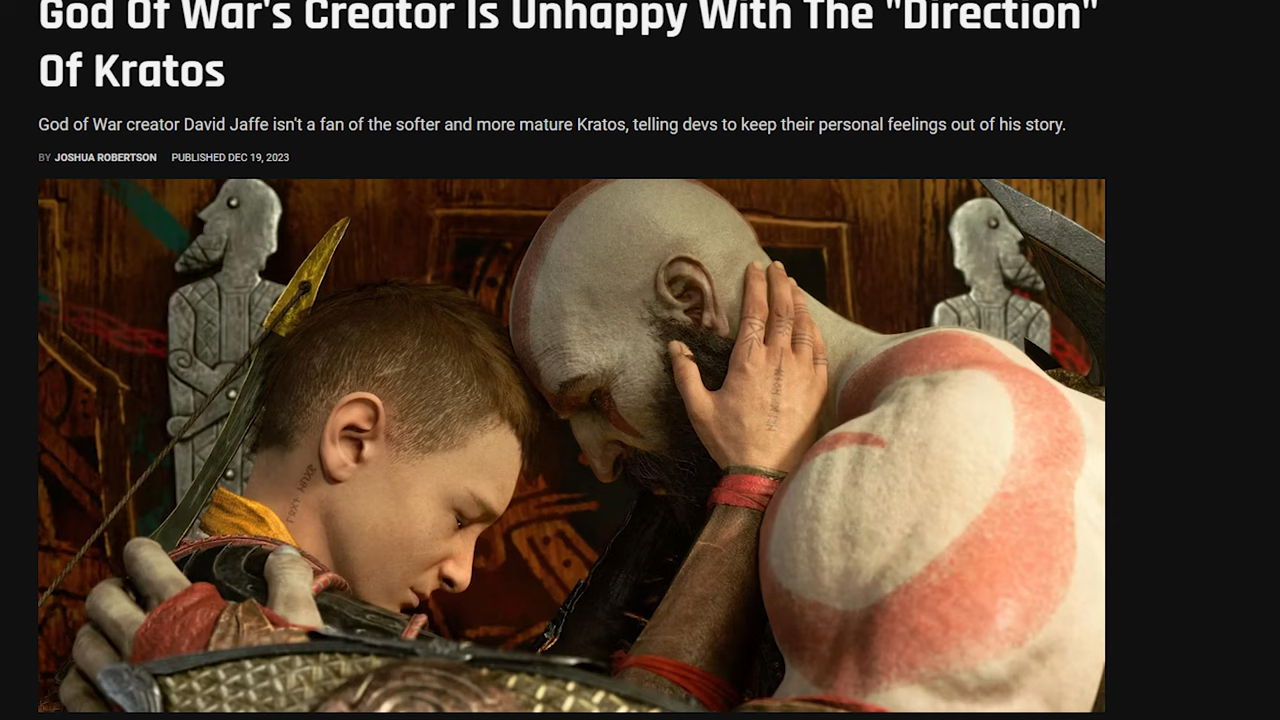 God Of War's Creator Is Unhappy With The "Direction"
Of Kratos
God of War creator David Jaffe isn't a fan of the softer and more mature Kratos, telling devs to keep their personal feelings out of his story.
BY JOSHUA ROBERTSON PUBLISHED DEC 19, 2023